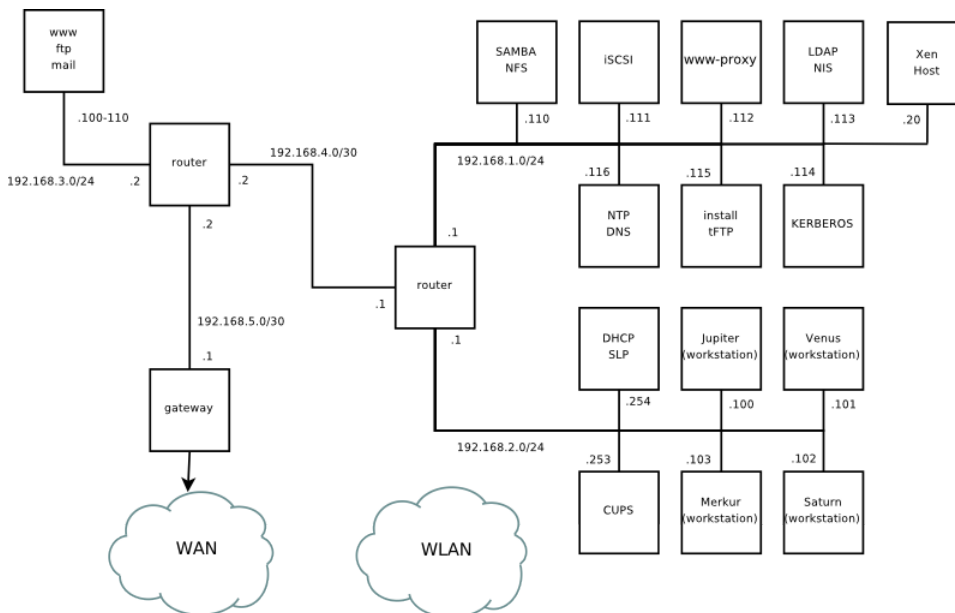 www
ftp
mail
SAMBA
NFS
iSCSI
www-proxy
LDAP
NIS
Xen
Host
.100-110
.110
.111
.112
.113
.20
192.168.3.0/24
.2
router
.2
192.168.4.0/30
192.168.1.0/24
.116
.115
.114
.2
.1
NTP
DNS
install
tFTP
KERBEROS
router
.1
.1
192.168.5.0/30
.1
gateway
DHCP
SLP
Jupiter
(workstation)
Venus
(workstation)
.254
.100
.101
192.168.2.0/24
.253
.103
.102
CUPS
Merkur
(workstation)
Saturn
(workstation)
WAN
WLAN